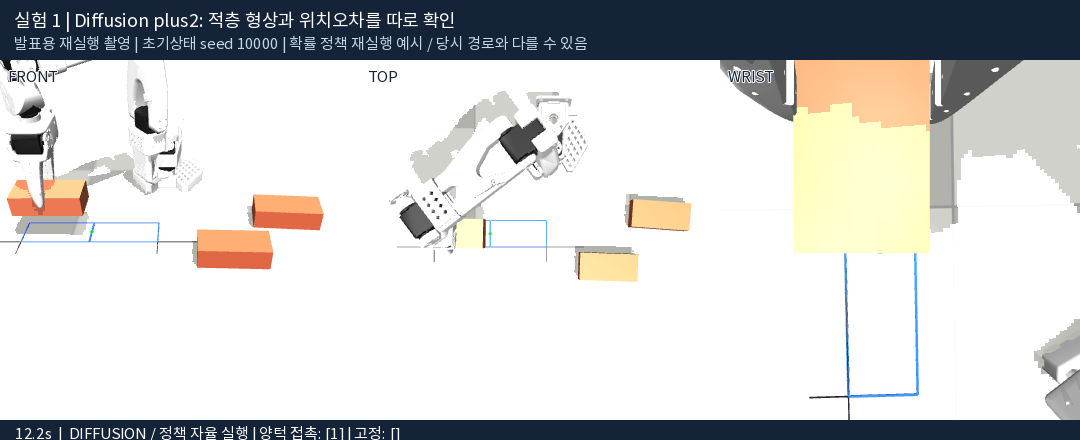 실험 1 | Diffusion plus2: 적층 형상과 위치오차를 따로 확인
발표용 재실행 촬영 | 초기상태 seed 10000 | 확률 정책 재실행 예시 / 당시 경로와 다를 수 있음
FRONT
TOP
WRIST
12.2s | DIFFUSION / 정책 자율 실행 | 양턱 접촉: [1] | 고정: []